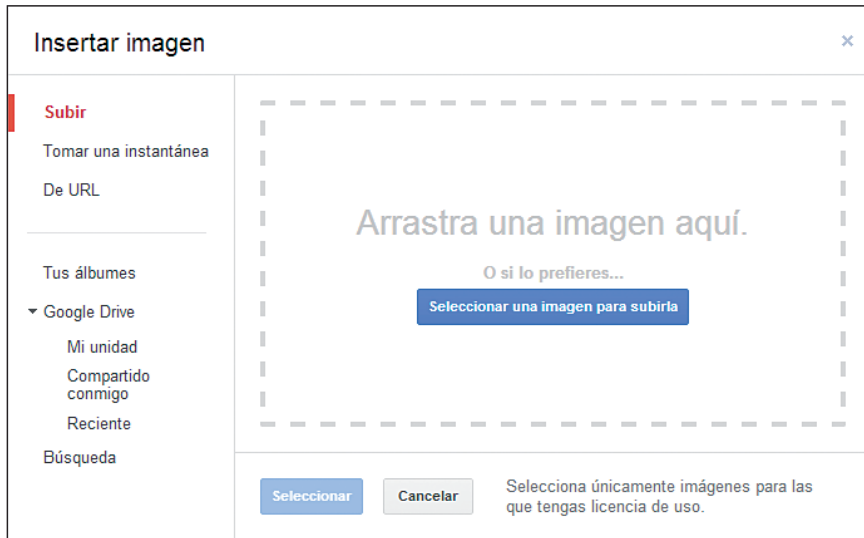 Insertar imagen
×
Subir
Tomar una instantánea
De URL
Tus álbumes
Google Drive
Mi unidad
Compartido
conmigo
Reciente
Búsqueda
Arrastra una imagen aquí.
O si lo prefieres...
Seleccionar una imagen para subirla
Seleccionar
Cancelar
Selecciona únicamente imágenes para las
que tengas licencia de uso.